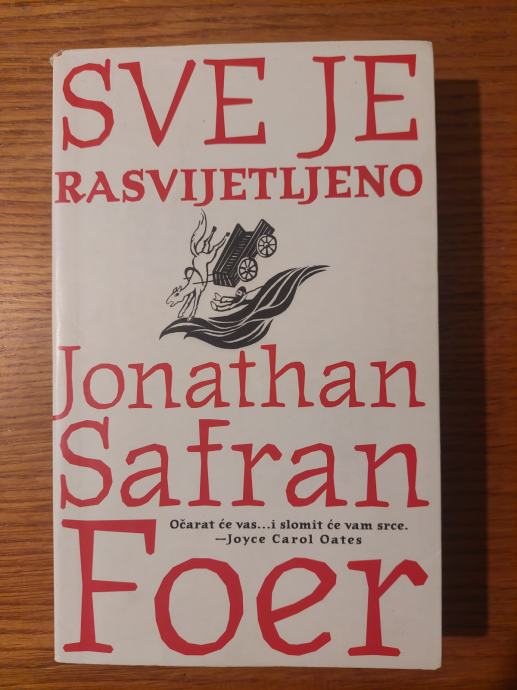 SVE JE
RASVIJETLJENO
Jonathan
Safran
Foer
Očarat će vas...i slomit će vam srce.
—Joyce Carol Oates